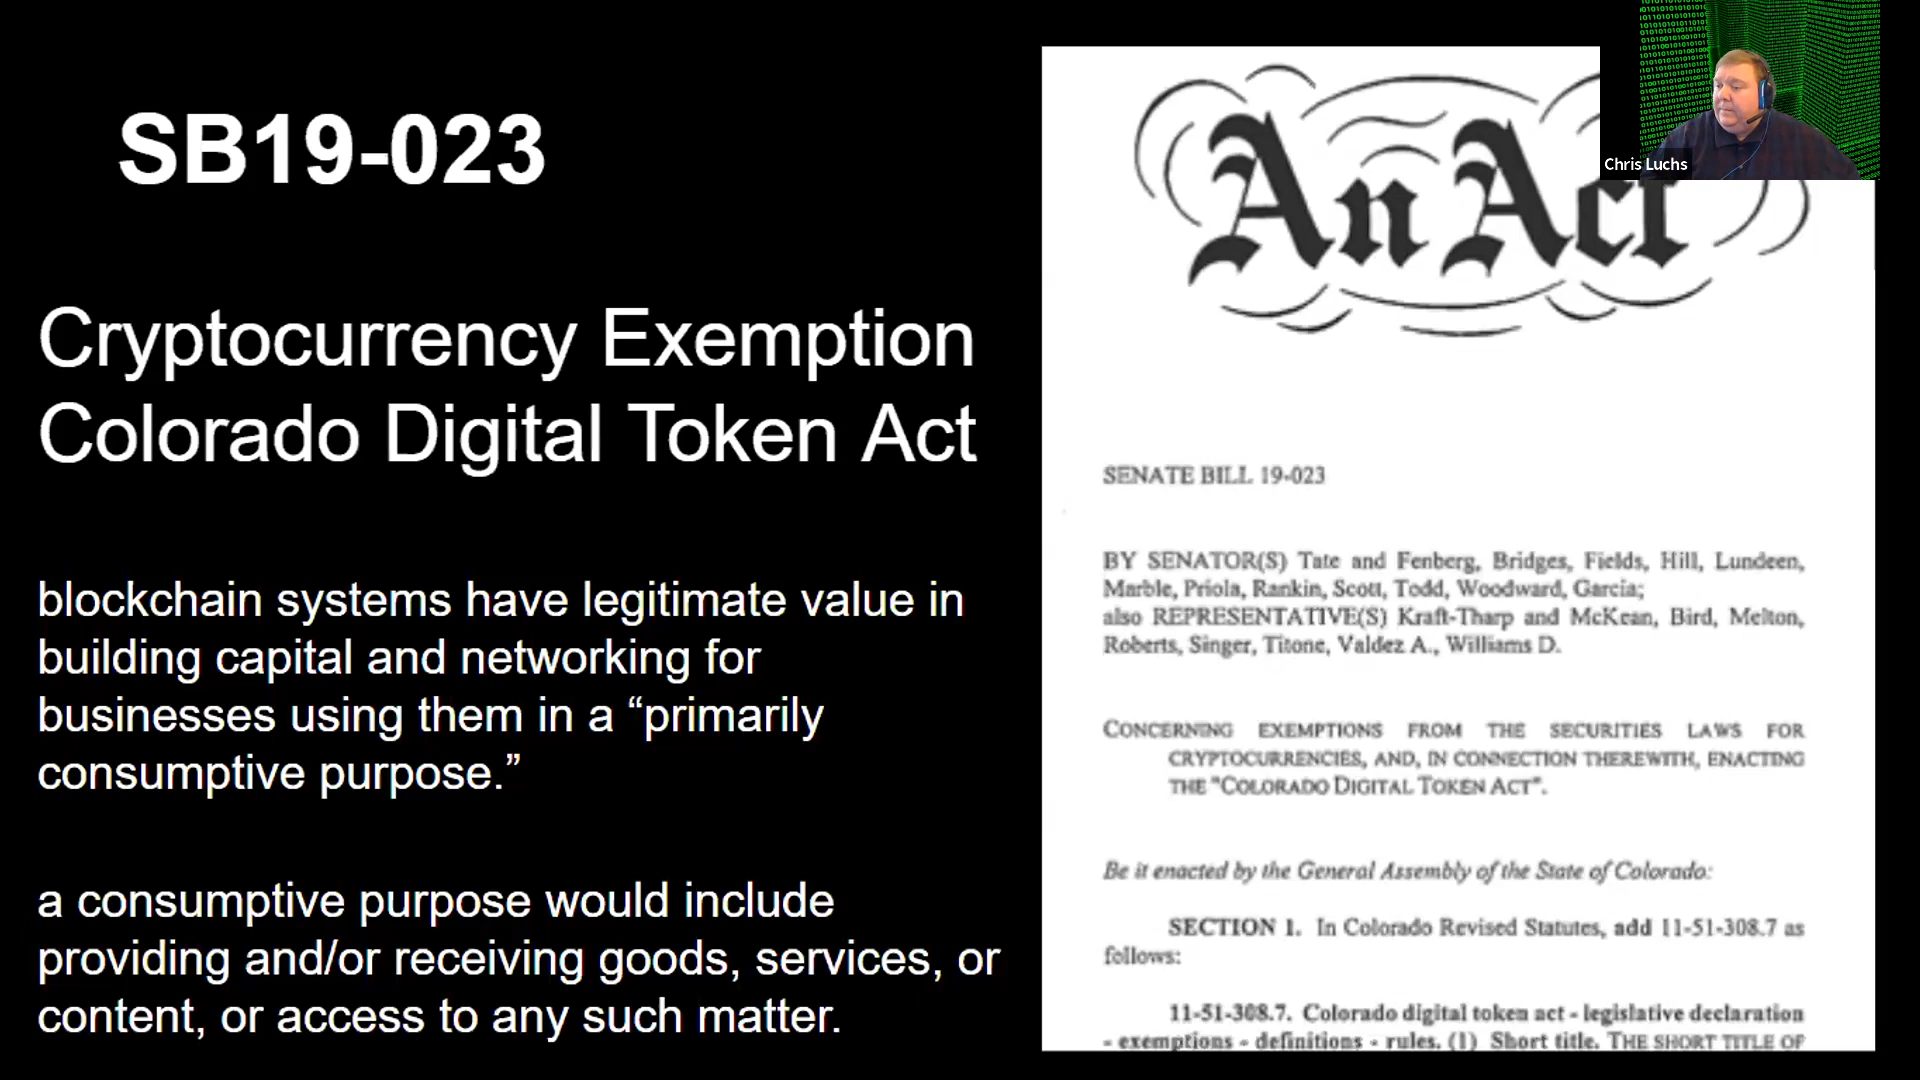 SB19-023
Cryptocurrency Exemption
Colorado Digital Token Act
blockchain systems have legitimate value in
building capital and networking for
businesses using them in a “primarily
consumptive purpose.”
a consumptive purpose would include
providing and/or receiving goods, services, or
content, or access to any such matter.
An Act
Chris Luchs
SENATE BILL 19-023
BY SENATOR(S) Tate and Fenberg, Bridges, Fields, Hill, Lundeen,
Marble, Priola, Rankin, Scott, Todd, Woodward, Garcia;
also REPRESENTATIVE(S) Kraft-Tharp and McKean, Bird, Melton,
Roberts, Singer, Titone, Valdez A., Williams D.
CONCERNING EXEMPTIONS FROM THE SECURITIES LAWS FOR
CRYPTOCURRENCIES, AND, IN CONNECTION THEREWITH, ENACTING
THE "COLORADO DIGITAL TOKEN ACT".
Be it enacted by the General Assembly of the State of Colorado:
SECTION 1. In Colorado Revised Statutes, add 11-51-308.7 as
follows:
11-51-308.7. Colorado digital token act - legislative declaration
- exemptions - definitions - rules. (1) Short title. THE SHORT TITLE OF